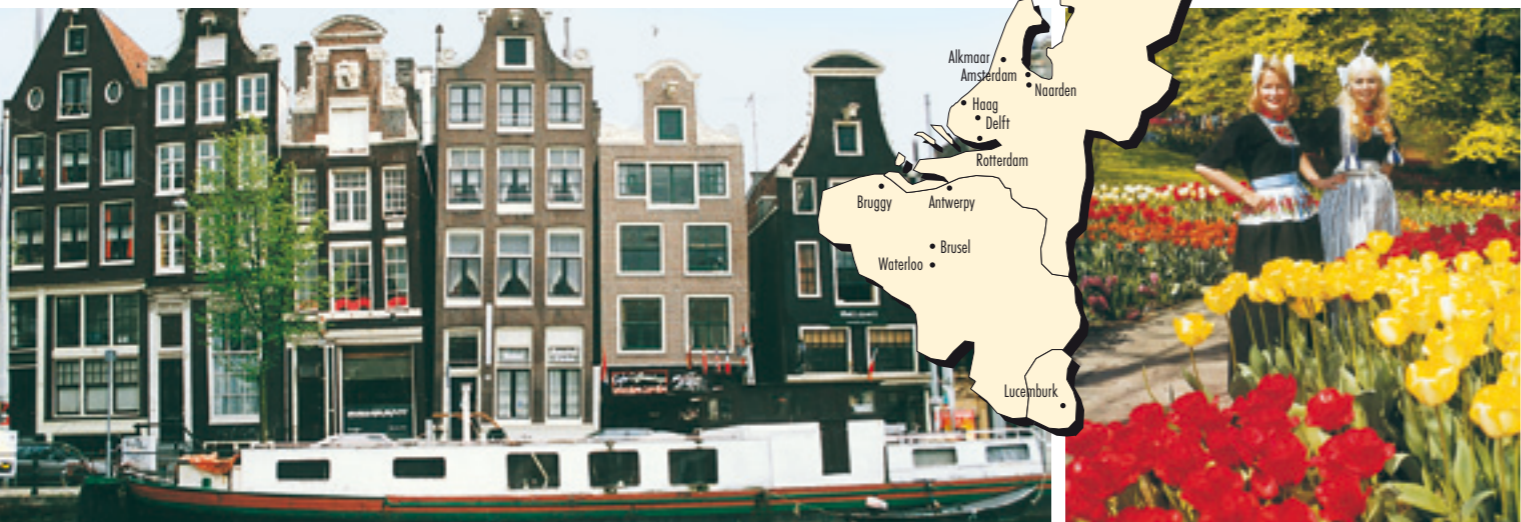 Alkmaar
Amsterdam
Naarden
Haag
Delft
Rotterdam
Bruggy
Antwerpy
Brusel
Waterloo
Lucemburk